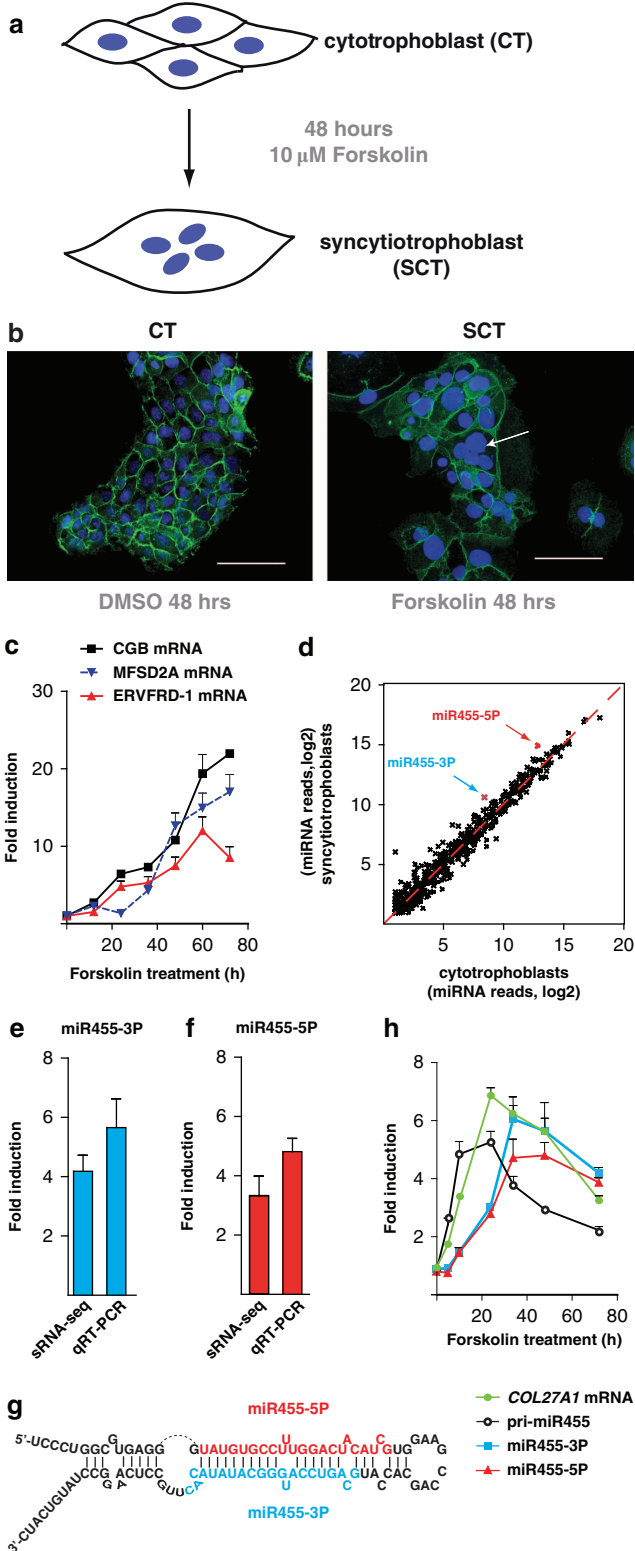 a
cytotrophoblast (CT)
48 hours
10 μM Forskolin
syncytiotrophoblast
(SCT)
b
CT
SCT
DMSO 48 hrs
Forskolin 48 hrs
c
CGB mRNA
MFSD2A mRNA
ERVFRD-1 mRNA
30
20
10
Fold induction
0
20
40
60
80
Forskolin treatment (h)
d
20
15
10
5
(miRNA reads,log2)
syncytiotrophoblasts
miR455-5P
miR455-3P
5
10
15
20
cytotrophoblasts
(miRNA reads, log2)
e
miR455-3P
8
6
4
2
Fold induction
sRNA-seq
qRT-PCR
f
miR455-5P
8
6
4
2
Fold induction
sRNA-seq
qRT-PCR
h
8
6
4
2
Fold induction
20
40
60
80
Forskolin treatment (h)
COL27A1 mRNA
pri-miR455
miR455-3P
miR455-5P
g
miR455-5P
miR455-3P